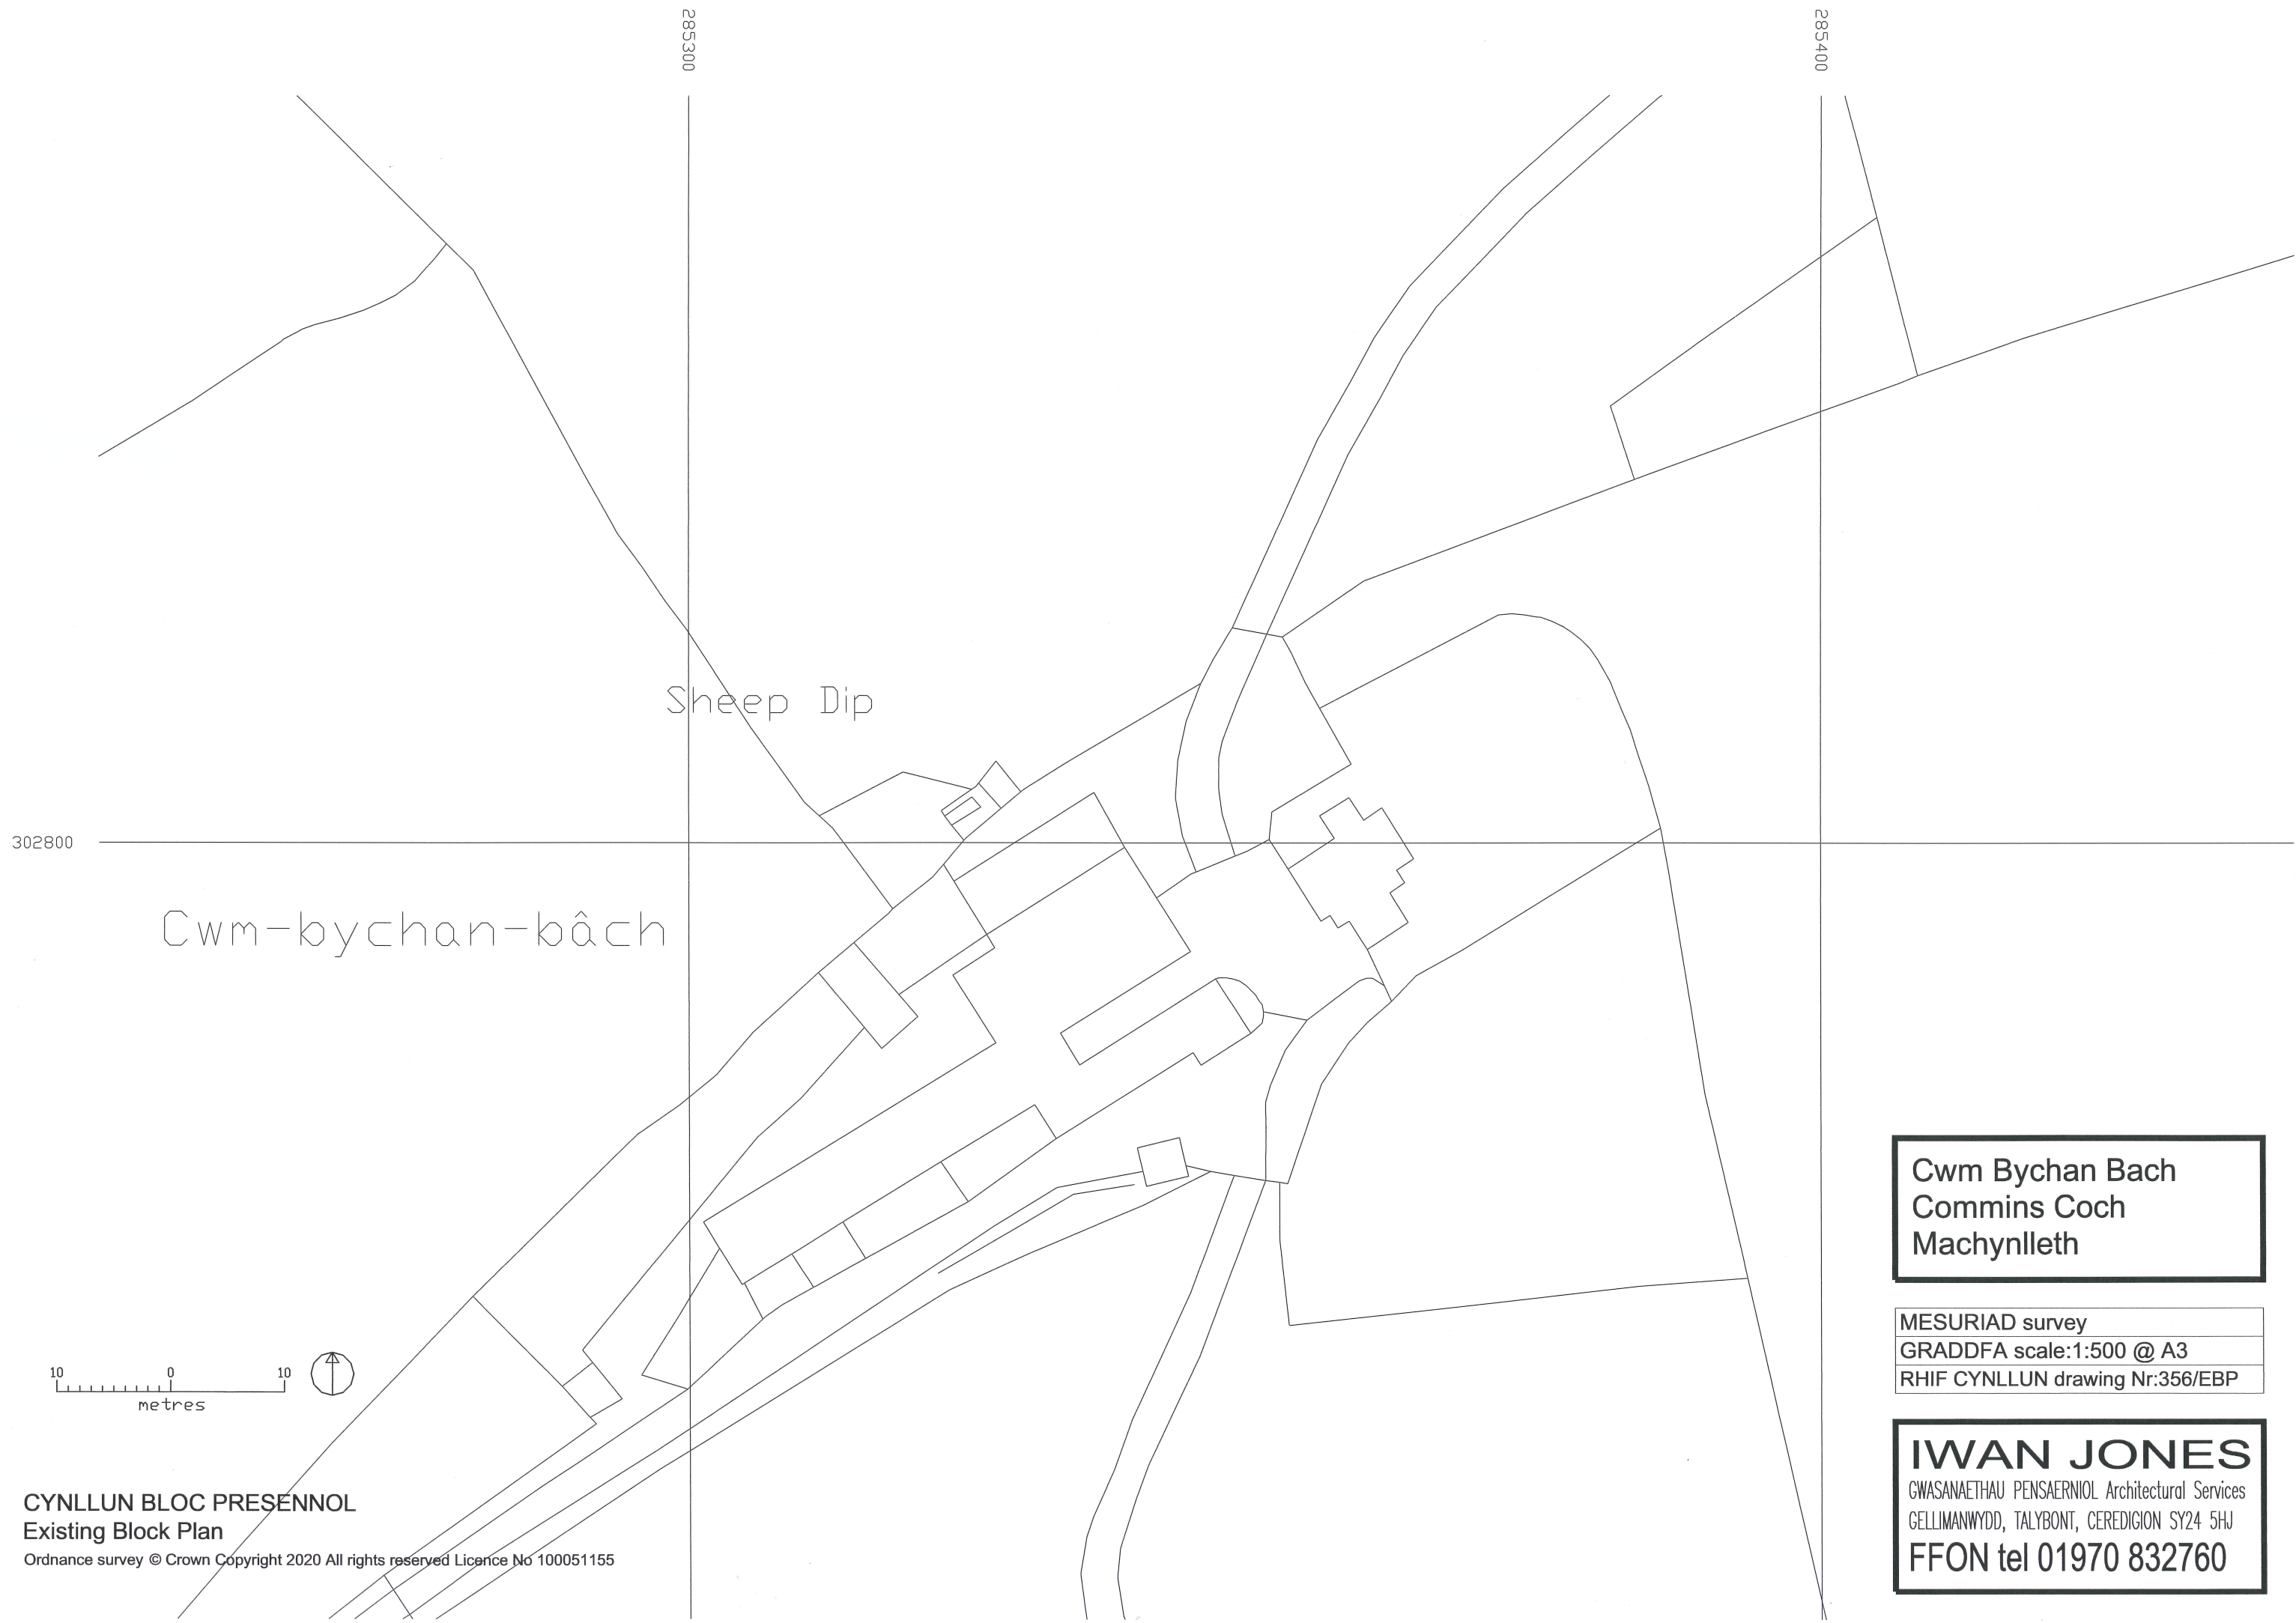 285300
285400
Sheep Dip
302800
Cwm-bychan-bâch
Cwm Bychan Bach
Commins Coch
Machynlleth
MESURIAD survey
GRADDFA scale:1:500 @ A3
RHIF CYNLLUN drawing Nr:356/EBP
10 0 10
metres
IWAN JONES
GWASANAETHAU PENSAERNIOL Architectural Services
GELLIMANWYDD, TALYBONT, CEREDIGION SY24 5HJ
FFON tel 01970 832760
CYNLLUN BLOC PRESENNOL
Existing Block Plan
Ordnance survey © Crown Copyright 2020 All rights reserved Licence No 100051155